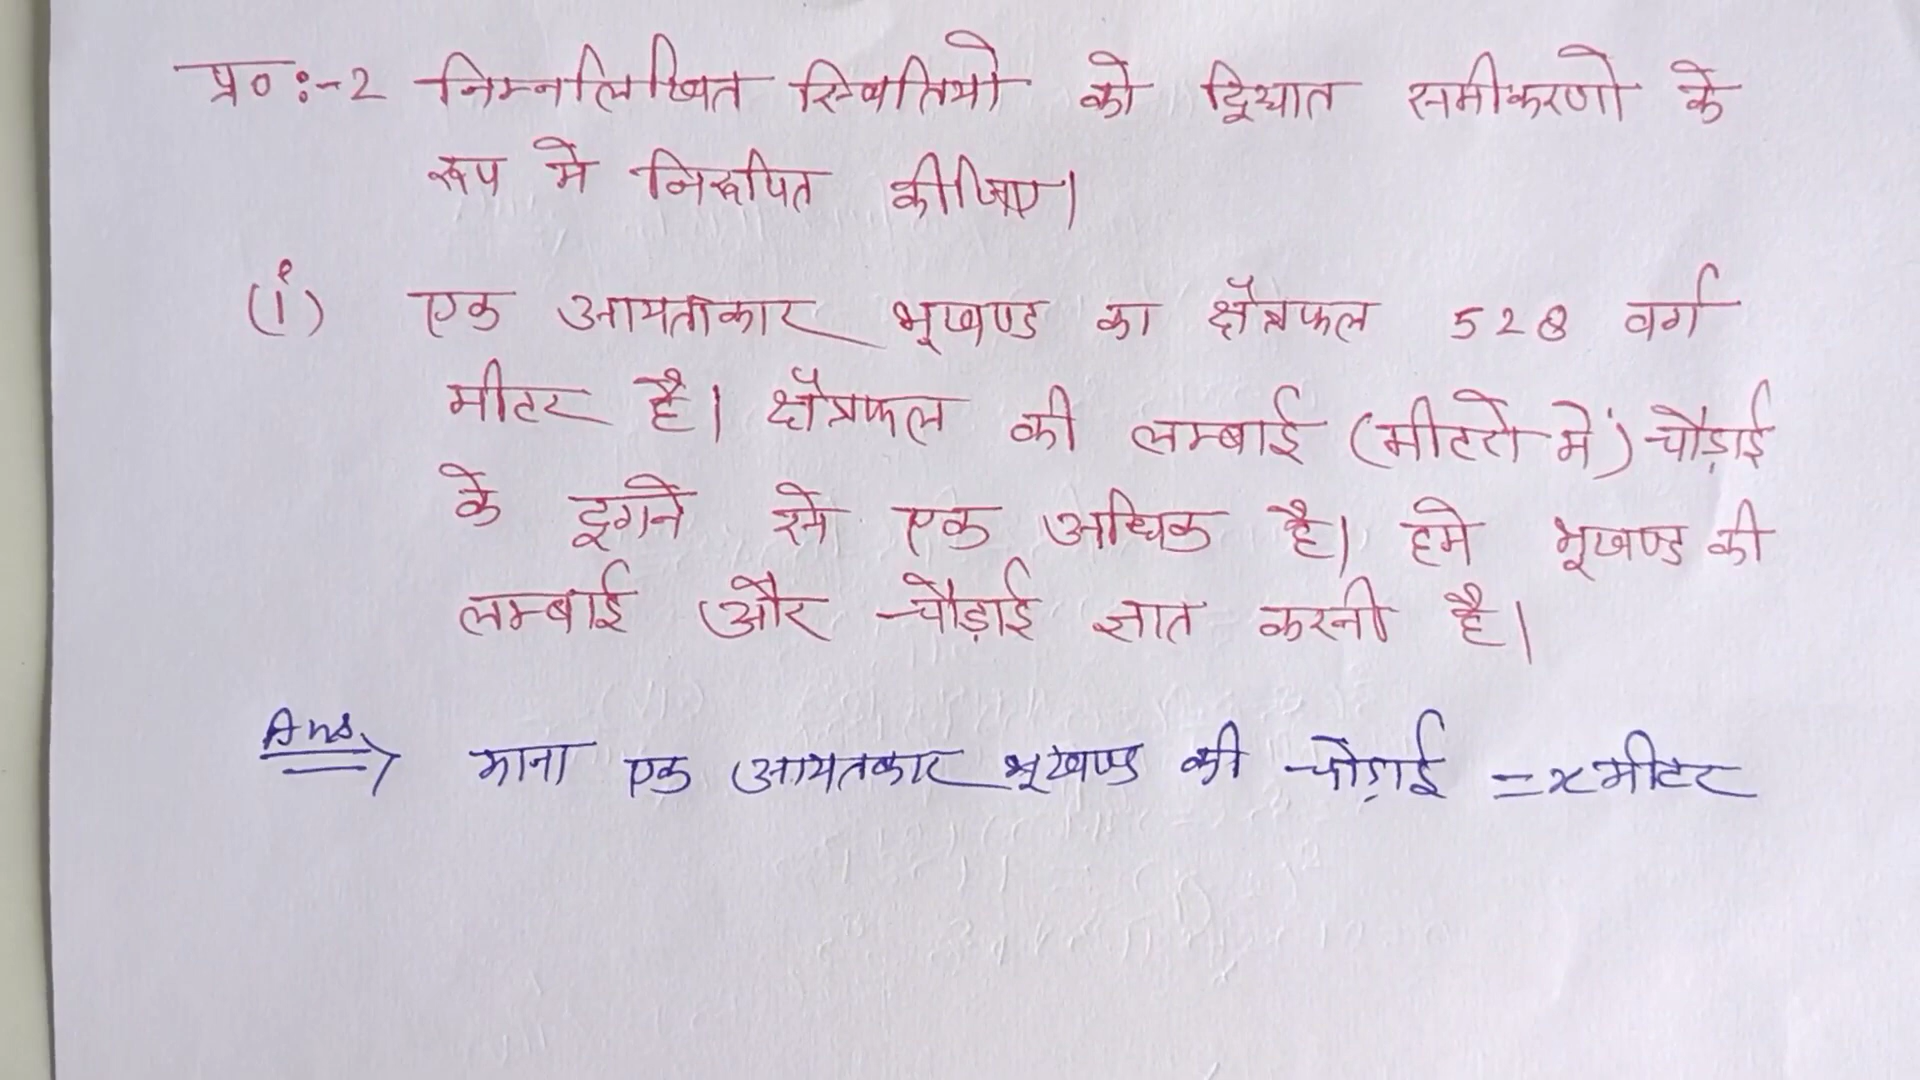 प्र०:-2 निम्नलिखित स्थितियो को द्विघात समीकरणो के
रूप मे निरूपित कीजिए।
(i) एक आयताकार भूखण्ड का क्षैत्रफल 528 वर्ग
मीटर है। क्षैत्रफल की लम्बाई (मीटरो में) चौड़ाई
के दुगने से एक अधिक है। हमे भूखण्ड की
लम्बाई और चौड़ाई ज्ञात करनी है।
Ans. माना एक आयतकार भूखण्ड की चौड़ाई = x मीटर